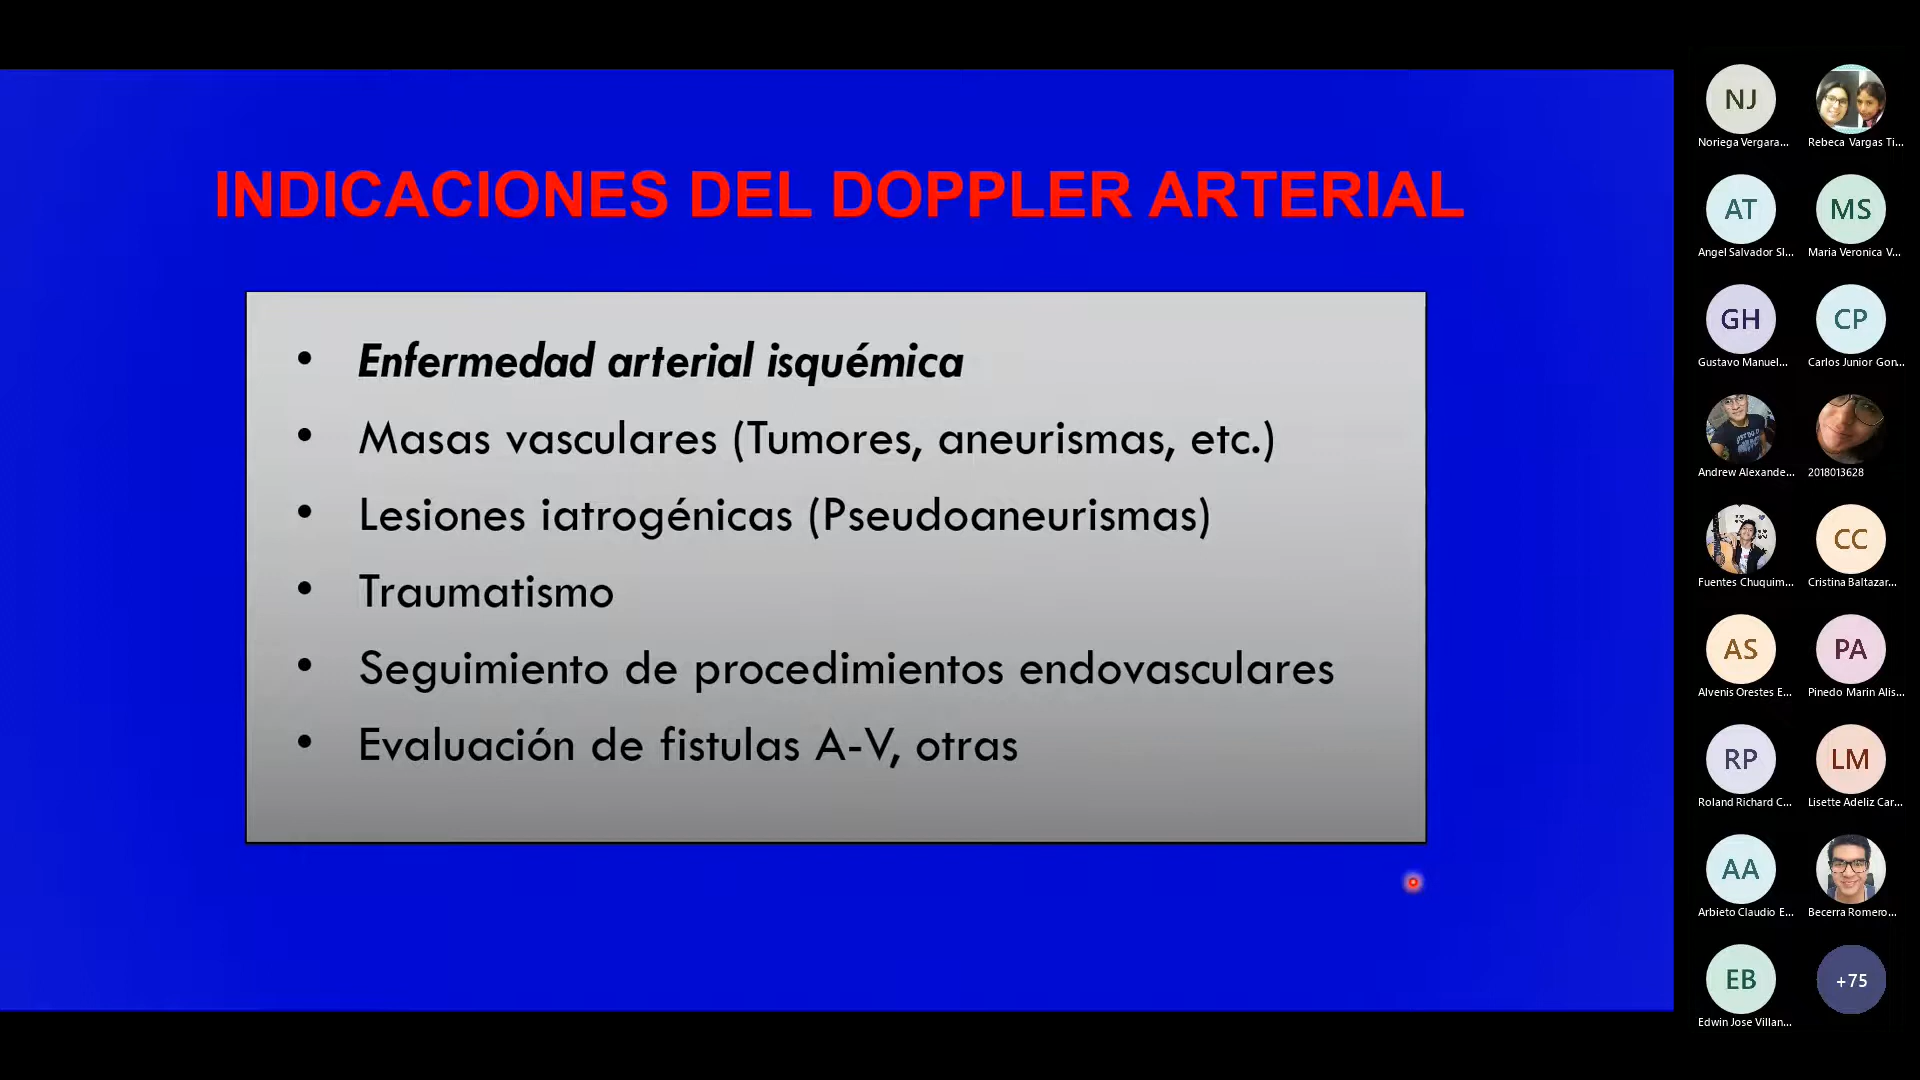 INDICACIONES DEL DOPPLER ARTERIAL
• Enfermedad arterial isquémica
• Masas vasculares (Tumores, aneurismas, etc.)
• Lesiones iatrogénicas (Pseudoaneurismas)
• Traumatismo
• Seguimiento de procedimientos endovasculares
• Evaluación de fistulas A-V, otras
NJ
Noriega Vergara...
Rebeca Vargas Ti...
AT
Angel Salvador Sl...
MS
Maria Veronica V...
GH
Gustavo Manuel...
CP
Carlos Junior Gon...
Andrew Alexande...
2018013628
Fuentes Chuquim...
CC
Cristina Baltazar...
AS
Alvenis Orestes E...
PA
Pinedo Marin Alis...
RP
Roland Richard C...
LM
Lisette Adeliz Car...
AA
Arbieto Claudio E...
Becerra Romero...
EB
Edwin Jose Villan...
+75